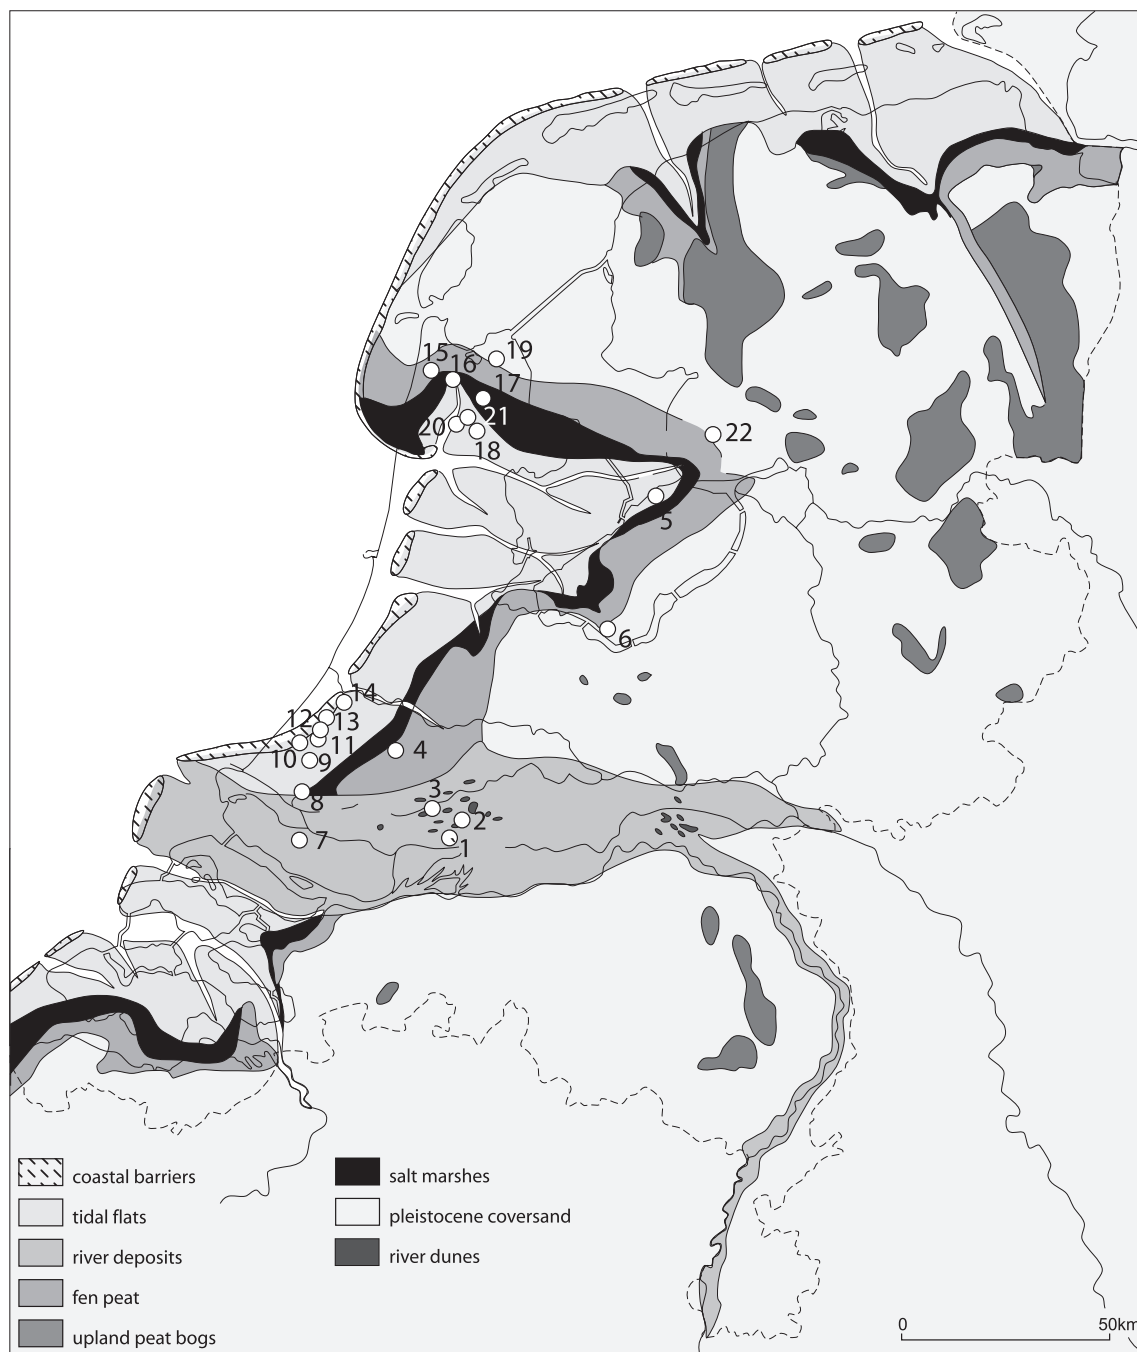 19
15
16
17
21
20
22
18
5
6
14
12
13
11
10
9
4
8
3
2
7
1
coastal barriers
tidal flats
river deposits
fen peat
upland peat bogs
salt marshes
pleistocene coversand
river dunes
0 50km